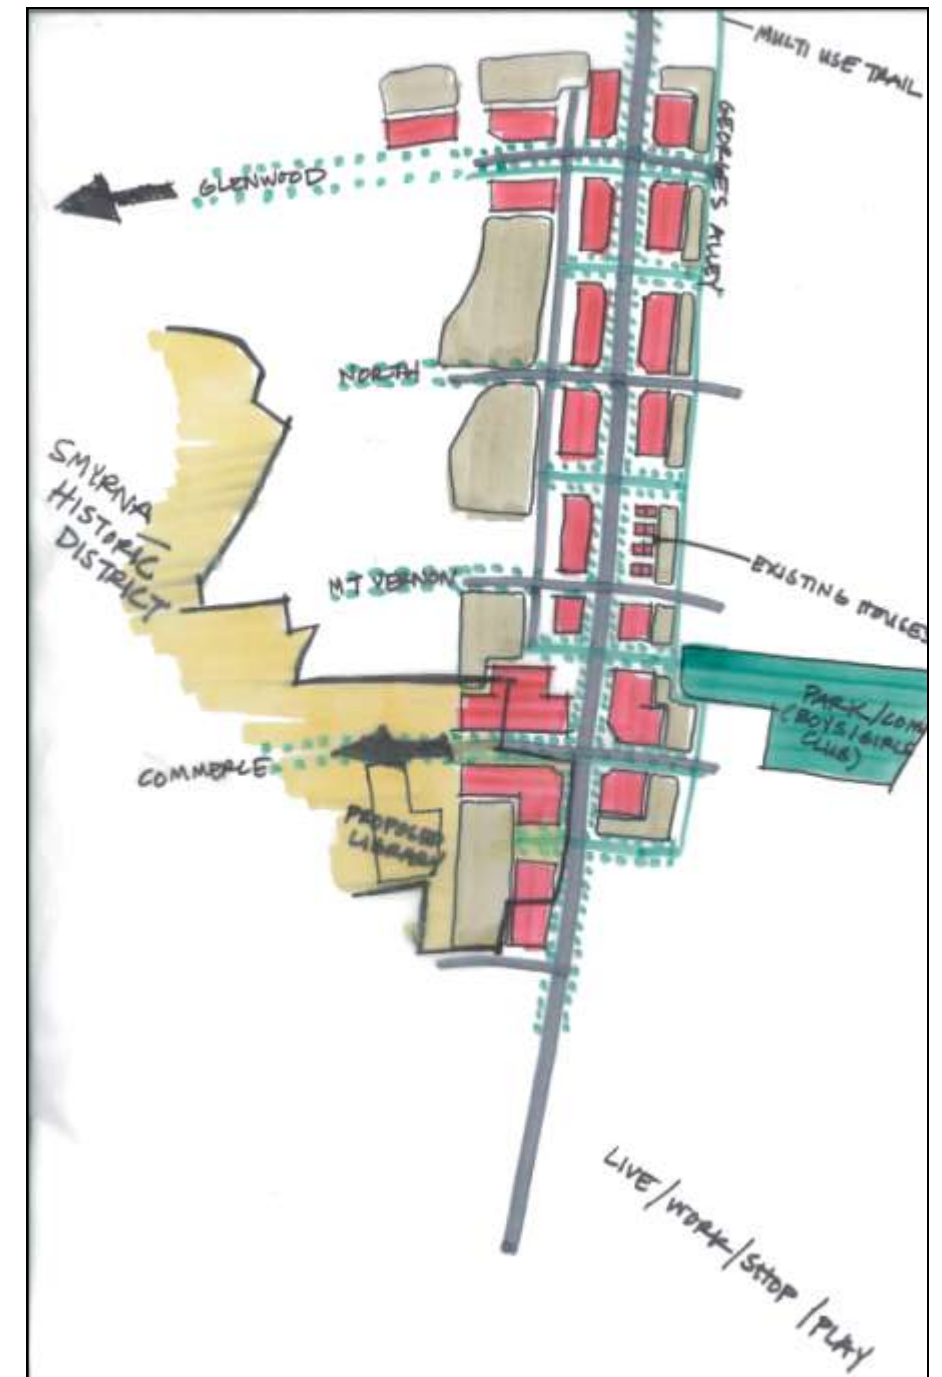 MULTI USE TRAIL
GEORGE'S ALLEY
GLENWOOD
NORTH
SMYRNA
HISTORIC
DISTRICT
MT VERNON
EXISTING HOUSES
PARK/COM
(BOYS/GIRLS
CLUB)
COMMERCE
PROPOSED
LIBRARY
LIVE/WORK/SHOP/PLAY